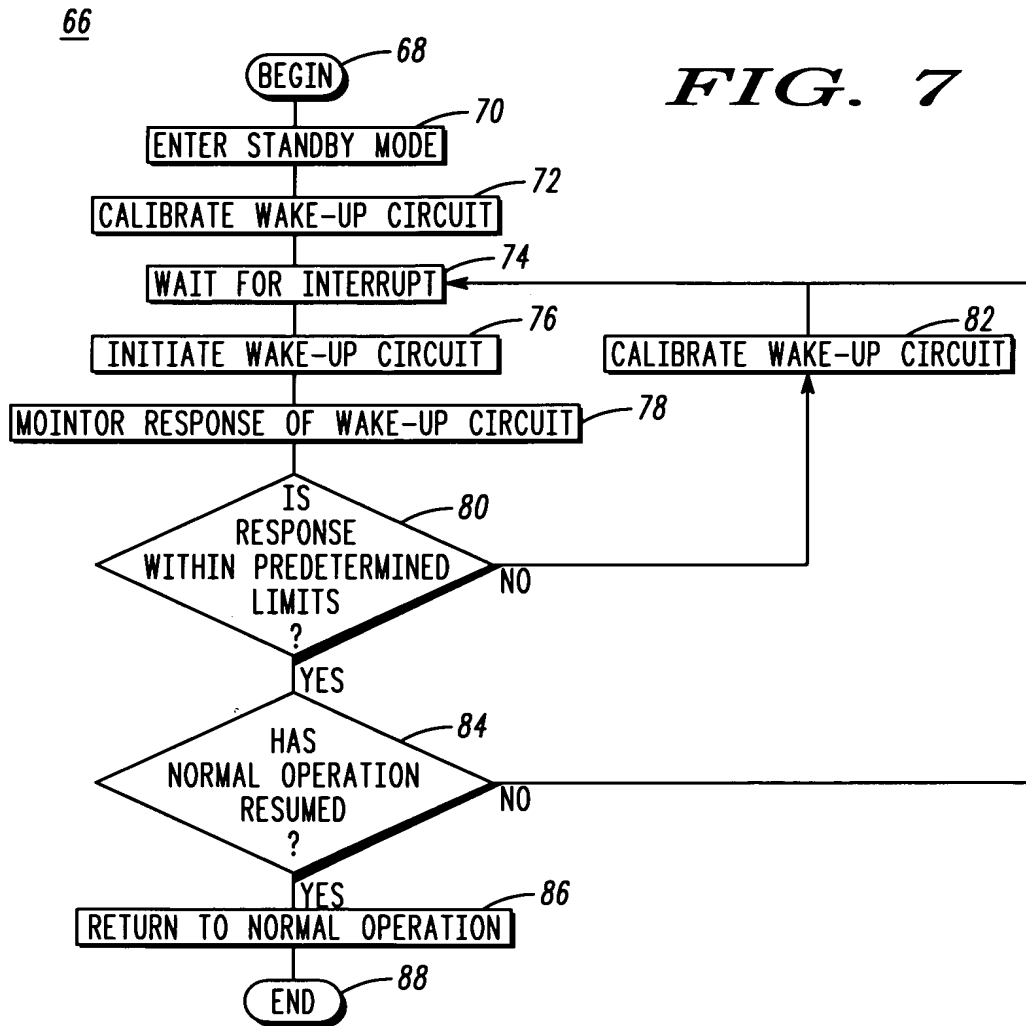 66
FIG. 7
BEGIN
68
ENTER STANDBY MODE
70
CALIBRATE WAKE-UP CIRCUIT
72
WAIT FOR INTERRUPT
74
INITIATE WAKE-UP CIRCUIT
76
CALIBRATE WAKE-UP CIRCUIT
82
MOINTOR RESPONSE OF WAKE-UP CIRCUIT
78
IS
RESPONSE
WITHIN PREDETERMINED
LIMITS
?
80
NO
YES
HAS
NORMAL OPERATION
RESUMED
?
84
NO
YES
RETURN TO NORMAL OPERATION
86
END
88